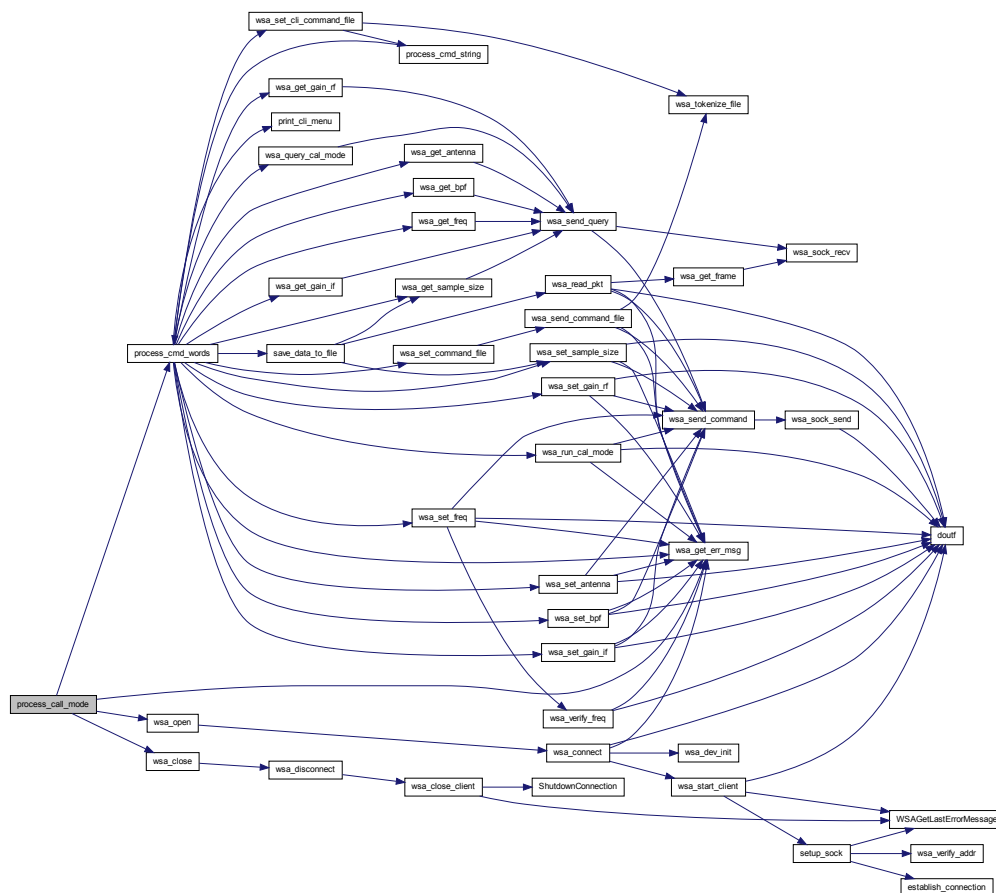 wsa_set_cli_command_file
process_cmd_string
wsa_get_gain_rf
wsa_tokenize_file
print_cli_menu
wsa_query_cal_mode
wsa_get_antenna
wsa_get_bpf
wsa_get_freq
wsa_send_query
wsa_sock_recv
wsa_get_frame
wsa_get_gain_if
wsa_get_sample_size
wsa_read_pkt
wsa_send_command_file
process_cmd_words
save_data_to_file
wsa_set_command_file
wsa_set_sample_size
wsa_set_gain_rf
wsa_send_command
wsa_sock_send
wsa_run_cal_mode
wsa_set_freq
doutf
wsa_get_err_msg
wsa_set_antenna
wsa_set_bpf
wsa_set_gain_if
process_call_mode
wsa_open
wsa_verify_freq
wsa_connect
wsa_dev_init
wsa_close
wsa_disconnect
wsa_close_client
ShutdownConnection
wsa_start_client
WSAGetLastErrorMessage
setup_sock
wsa_verify_addr
establish_connection